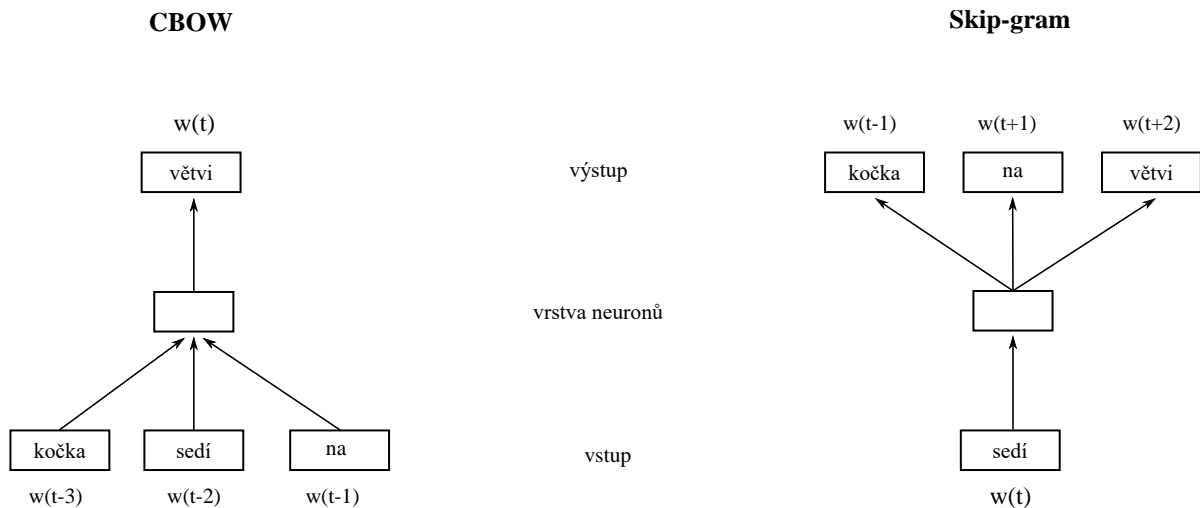 CBOW
Skip-gram
w(t)
w(t-1) w(t+1) w(t+2)
větvi
výstup
kočka na větvi
vrstva neuronů
kočka sedí na
vstup
sedí
w(t-3) w(t-2) w(t-1)
w(t)